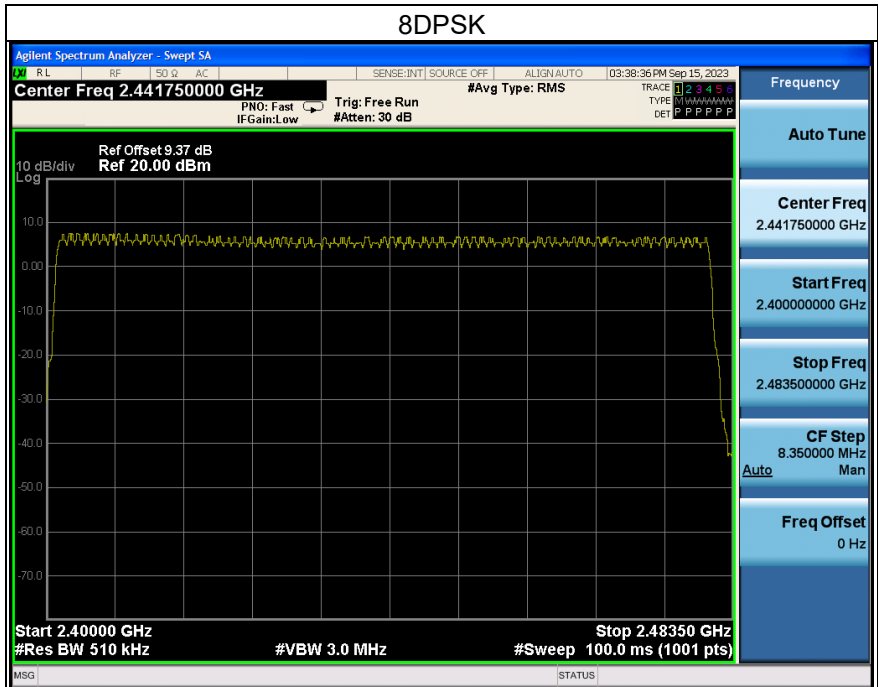 8DPSK
Agilent Spectrum Analyzer - Swept SA
LXI RL RF 50 Ω AC SENSE:INT SOURCE OFF ALIGN AUTO 03:38:36 PM Sep 15, 2023
Center Freq 2.441750000 GHz #Avg Type: RMS TRACE 1 2 3 4 5 6
PNO: Fast Trig: Free Run TYPE M WWWWW
IFGain:Low #Atten: 30 dB DET P P P P P P
Frequency
Ref Offset 9.37 dB
10 dB/div Ref 20.00 dBm
Log
10.0
0.00
-10.0
-20.0
-30.0
-40.0
-50.0
-60.0
-70.0
Start 2.40000 GHz Stop 2.48350 GHz
#Res BW 510 kHz #VBW 3.0 MHz #Sweep 100.0 ms (1001 pts)
Auto Tune
Center Freq
2.441750000 GHz
Start Freq
2.400000000 GHz
Stop Freq
2.483500000 GHz
CF Step
8.350000 MHz
Auto Man
Freq Offset
0 Hz
MSG STATUS